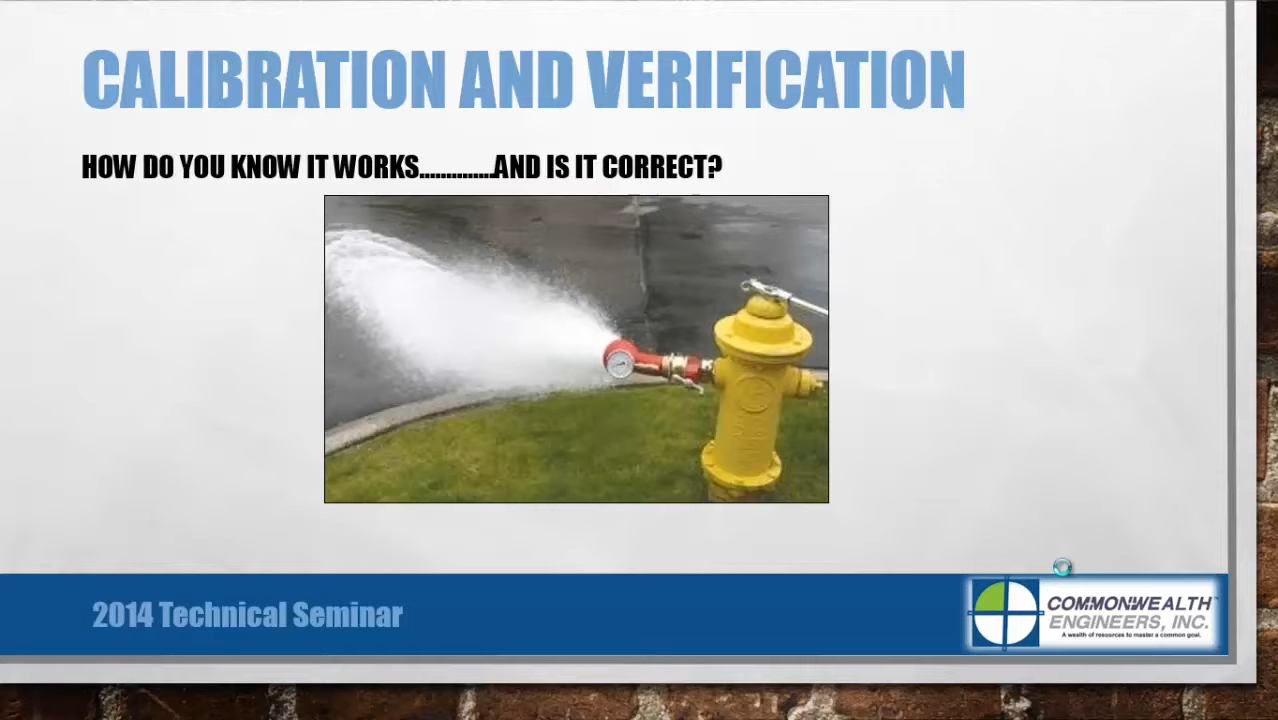 CALIBRATION AND VERIFICATION
HOW DO YOU KNOW IT WORKS..............AND IS IT CORRECT?
2014 Technical Seminar
COMMONWEALTH
ENGINEERS, INC.
A wealth of resources to master a common goal.